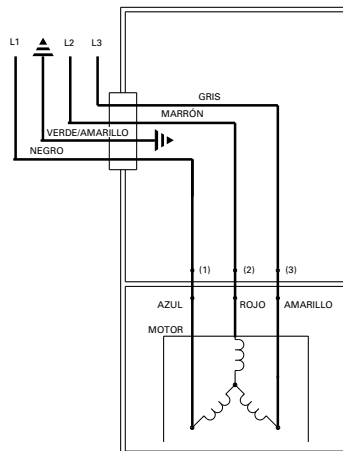 L1 L2 L3
GRIS
MARRÓN
VERDE/AMARILLO
NEGRO
(1) (2) (3)
AZUL ROJO AMARILLO
MOTOR